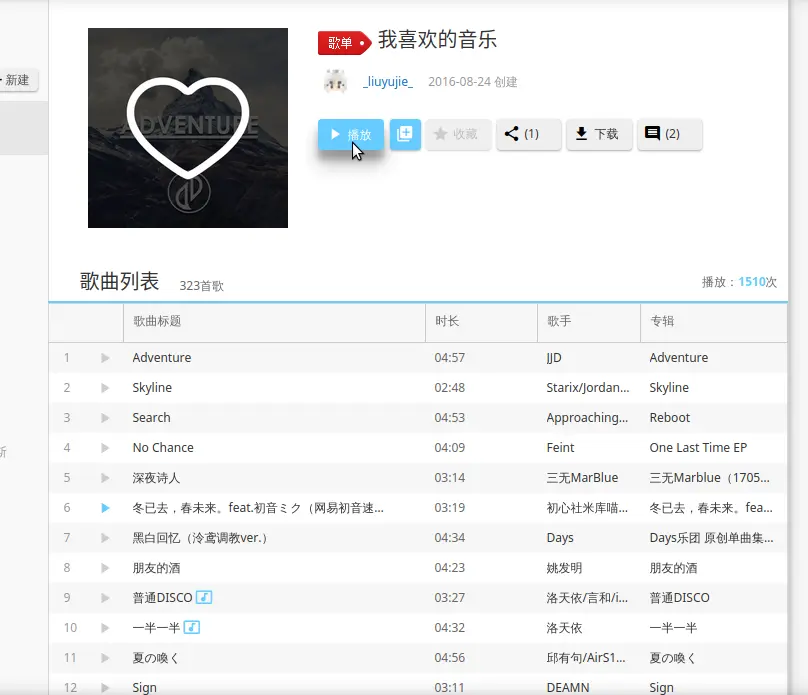 歌单 我喜欢的音乐
新建
_liuyujie_ 2016-08-24 创建
ADVENTURE
播放 收藏 (1) 下载 (2)
歌曲列表 323首歌 播放：1510次
歌曲标题 时长 歌手 专辑
1 Adventure 04:57 JJD Adventure
2 Skyline 02:48 Starix/Jordan... Skyline
3 Search 04:53 Approaching... Reboot
4 No Chance 04:09 Feint One Last Time EP
新
5 深夜诗人 03:14 三无MarBlue 三无Marblue（1705...
6 冬已去，春未来。feat.初音ミク（网易初音速... 03:19 初心社米库喵... 冬已去，春未来。fea...
7 黑白回忆（泠鸢调教ver.） 04:34 Days Days乐团 原创单曲集...
8 朋友的酒 04:23 姚发明 朋友的酒
9 普通DISCO 03:27 洛天依/言和/i... 普通DISCO
10 一半一半 04:32 洛天依 一半一半
11 夏の喚く 04:56 邱有句/AirS1... 夏の喚く
12 Sign 03:11 DEAMN Sign